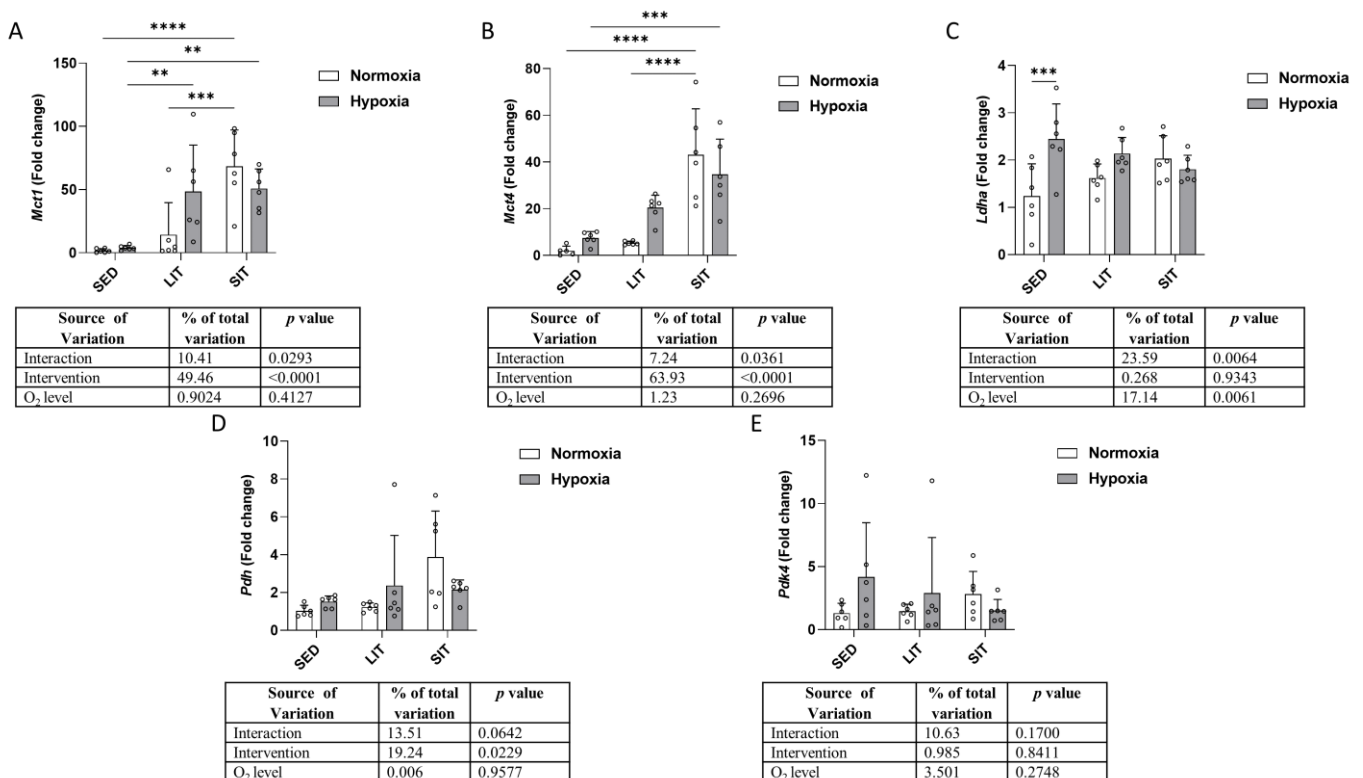 A
****
**
**
***
Mct1 (Fold change)
150
100
50
0
SED
LIT
SIT
Normoxia
Hypoxia
Source of Variation | % of total variation | p value
Interaction | 10.41 | 0.0293
Intervention | 49.46 | <0.0001
O2 level | 0.9024 | 0.4127
B
***
****
****
Mct4 (Fold change)
80
60
40
20
0
SED
LIT
SIT
Normoxia
Hypoxia
Source of Variation | % of total variation | p value
Interaction | 7.24 | 0.0361
Intervention | 63.93 | <0.0001
O2 level | 1.23 | 0.2696
C
***
Ldha (Fold change)
4
3
2
1
0
SED
LIT
SIT
Normoxia
Hypoxia
Source of Variation | % of total variation | p value
Interaction | 23.59 | 0.0064
Intervention | 0.268 | 0.9343
O2 level | 17.14 | 0.0061
D
Pdh (Fold change)
10
8
6
4
2
0
SED
LIT
SIT
Normoxia
Hypoxia
Source of Variation | % of total variation | p value
Interaction | 13.51 | 0.0642
Intervention | 19.24 | 0.0229
O2 level | 0.006 | 0.9577
E
Pdk4 (Fold change)
15
10
5
0
SED
LIT
SIT
Normoxia
Hypoxia
Source of Variation | % of total variation | p value
Interaction | 10.63 | 0.1700
Intervention | 0.985 | 0.8411
O2 level | 3.501 | 0.2748